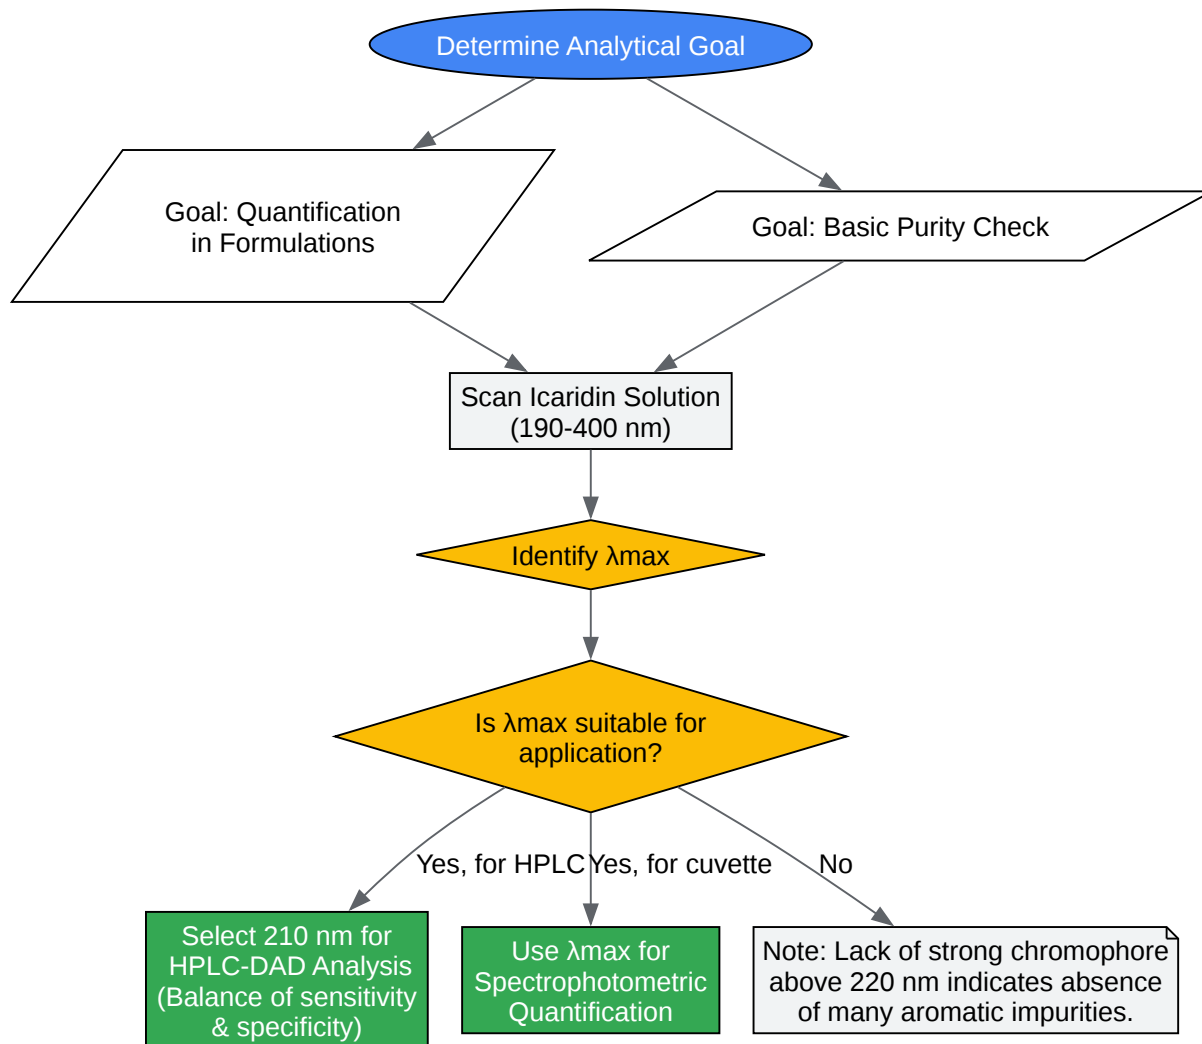 Determine Analytical Goal
Goal: Quantification
in Formulations
Goal: Basic Purity Check
Scan Icaridin Solution
(190-400 nm)
Identify λmax
Is λmax suitable for
application?
Yes, for HPLC
Yes, for cuvette
No
Select 210 nm for
HPLC-DAD Analysis
(Balance of sensitivity
& specificity)
Use λmax for
Spectrophotometric
Quantification
Note: Lack of strong chromophore
above 220 nm indicates absence
of many aromatic impurities.